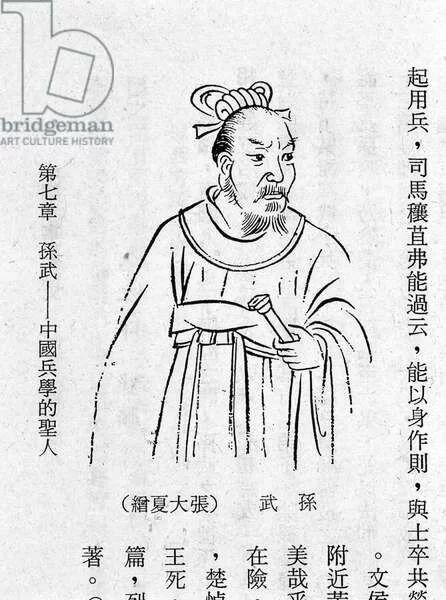 起用兵，司馬穰苴弗能過云，能以身作則，與士卒共
孫 武 （張大夏繪）
。文侯
附近
美哉乎
在險，
，楚悼
王死，
篇，列
著。（
第七章 孫武——中國兵學的聖人
bridgeman
ART CULTURE HISTORY